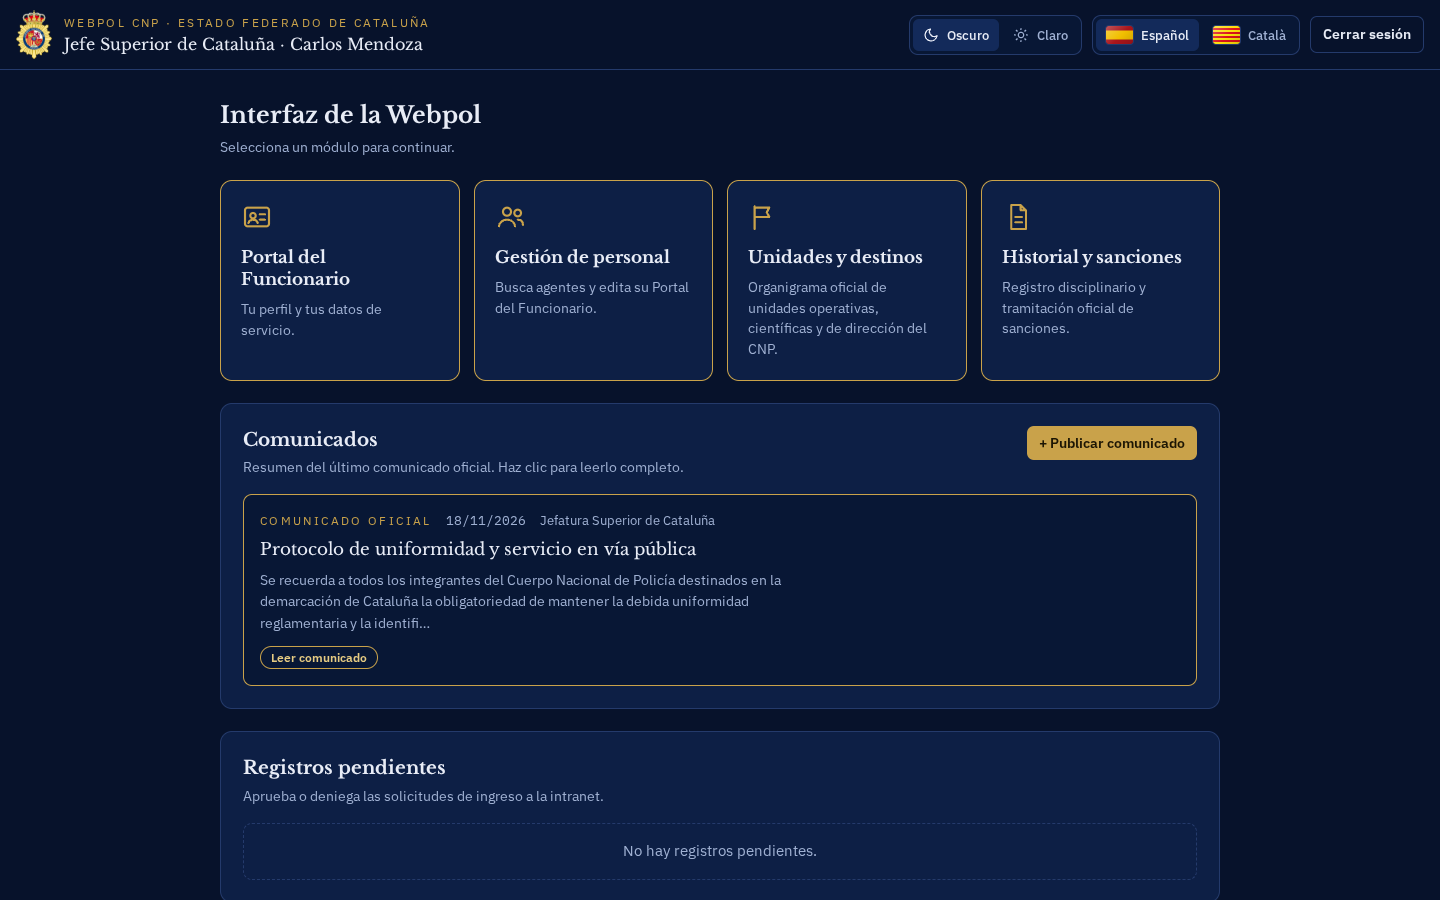 WEBPOL CNP · ESTADO FEDERADO DE CATALUÑA
Jefe Superior de Cataluña · Carlos Mendoza
Oscuro
Claro
Español
Català
Cerrar sesión
Interfaz de la Webpol
Selecciona un módulo para continuar.
Portal del
Funcionario
Tu perfil y tus datos de
servicio.
Gestión de personal
Busca agentes y edita su Portal
del Funcionario.
Unidades y destinos
Organigrama oficial de
unidades operativas,
científicas y de dirección del
CNP.
Historial y sanciones
Registro disciplinario y
tramitación oficial de
sanciones.
Comunicados
Resumen del último comunicado oficial. Haz clic para leerlo completo.
+ Publicar comunicado
COMUNICADO OFICIAL 18/11/2026 Jefatura Superior de Cataluña
Protocolo de uniformidad y servicio en vía pública
Se recuerda a todos los integrantes del Cuerpo Nacional de Policía destinados en la
demarcación de Cataluña la obligatoriedad de mantener la debida uniformidad
reglamentaria y la identifi...
Leer comunicado
Registros pendientes
Aprueba o deniega las solicitudes de ingreso a la intranet.
No hay registros pendientes.